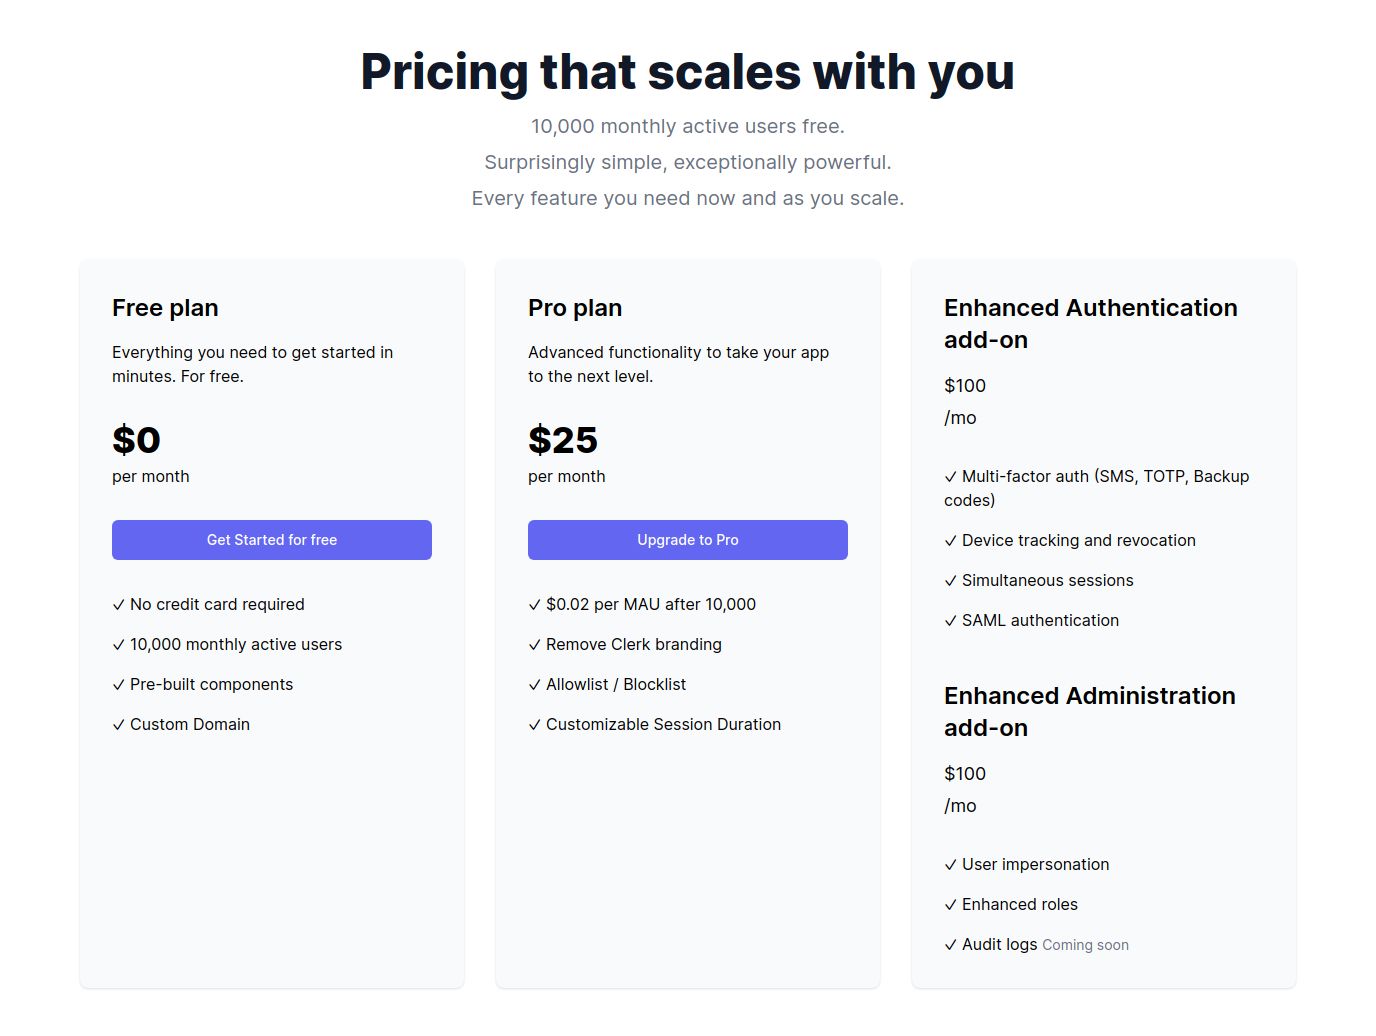 Pricing that scales with you
10,000 monthly active users free.
Surprisingly simple, exceptionally powerful.
Every feature you need now and as you scale.
Free plan
Everything you need to get started in
minutes. For free.
$0
per month
Get Started for free
✓ No credit card required
✓ 10,000 monthly active users
✓ Pre-built components
✓ Custom Domain
Pro plan
Advanced functionality to take your app
to the next level.
$25
per month
Upgrade to Pro
✓ $0.02 per MAU after 10,000
✓ Remove Clerk branding
✓ Allowlist / Blocklist
✓ Customizable Session Duration
Enhanced Authentication
add-on
$100
/mo
✓ Multi-factor auth (SMS, TOTP, Backup
codes)
✓ Device tracking and revocation
✓ Simultaneous sessions
✓ SAML authentication
Enhanced Administration
add-on
$100
/mo
✓ User impersonation
✓ Enhanced roles
✓ Audit logs Coming soon